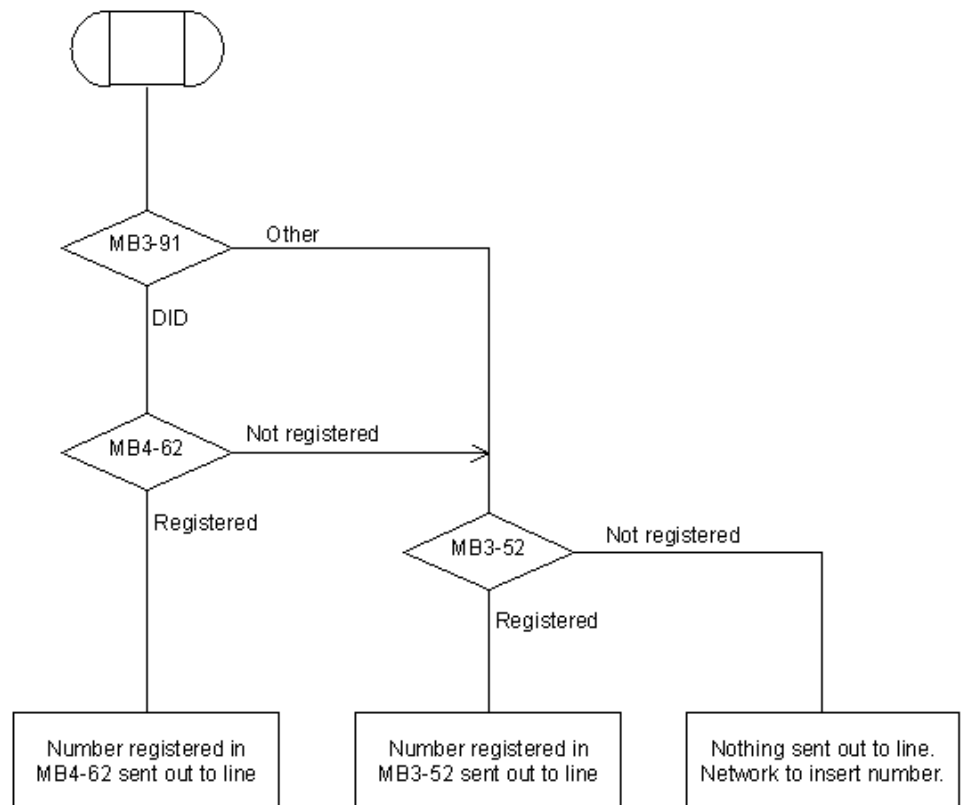 MB3-91
Other
DID
MB4-62
Not registered
Registered
MB3-52
Not registered
Registered
Number registered in
MB4-62 sent out to line
Number registered in
MB3-52 sent out to line
Nothing sent out to line.
Network to insert number.